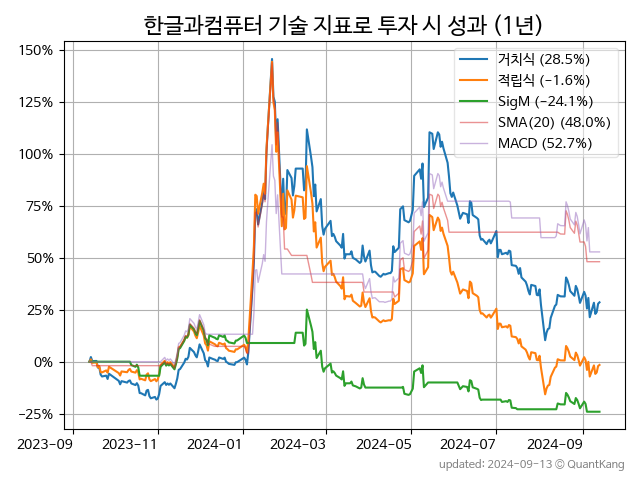 한글과컴퓨터 기술 지표로 투자 시 성과 (1년)
150%
125%
100%
75%
50%
25%
0%
−25%
거치식 (28.5%)
적립식 (−1.6%)
SigM (−24.1%)
SMA(20) (48.0%)
MACD (52.7%)
2023-09 2023-11 2024-01 2024-03 2024-05 2024-07 2024-09
updated: 2024-09-13 © QuantKang